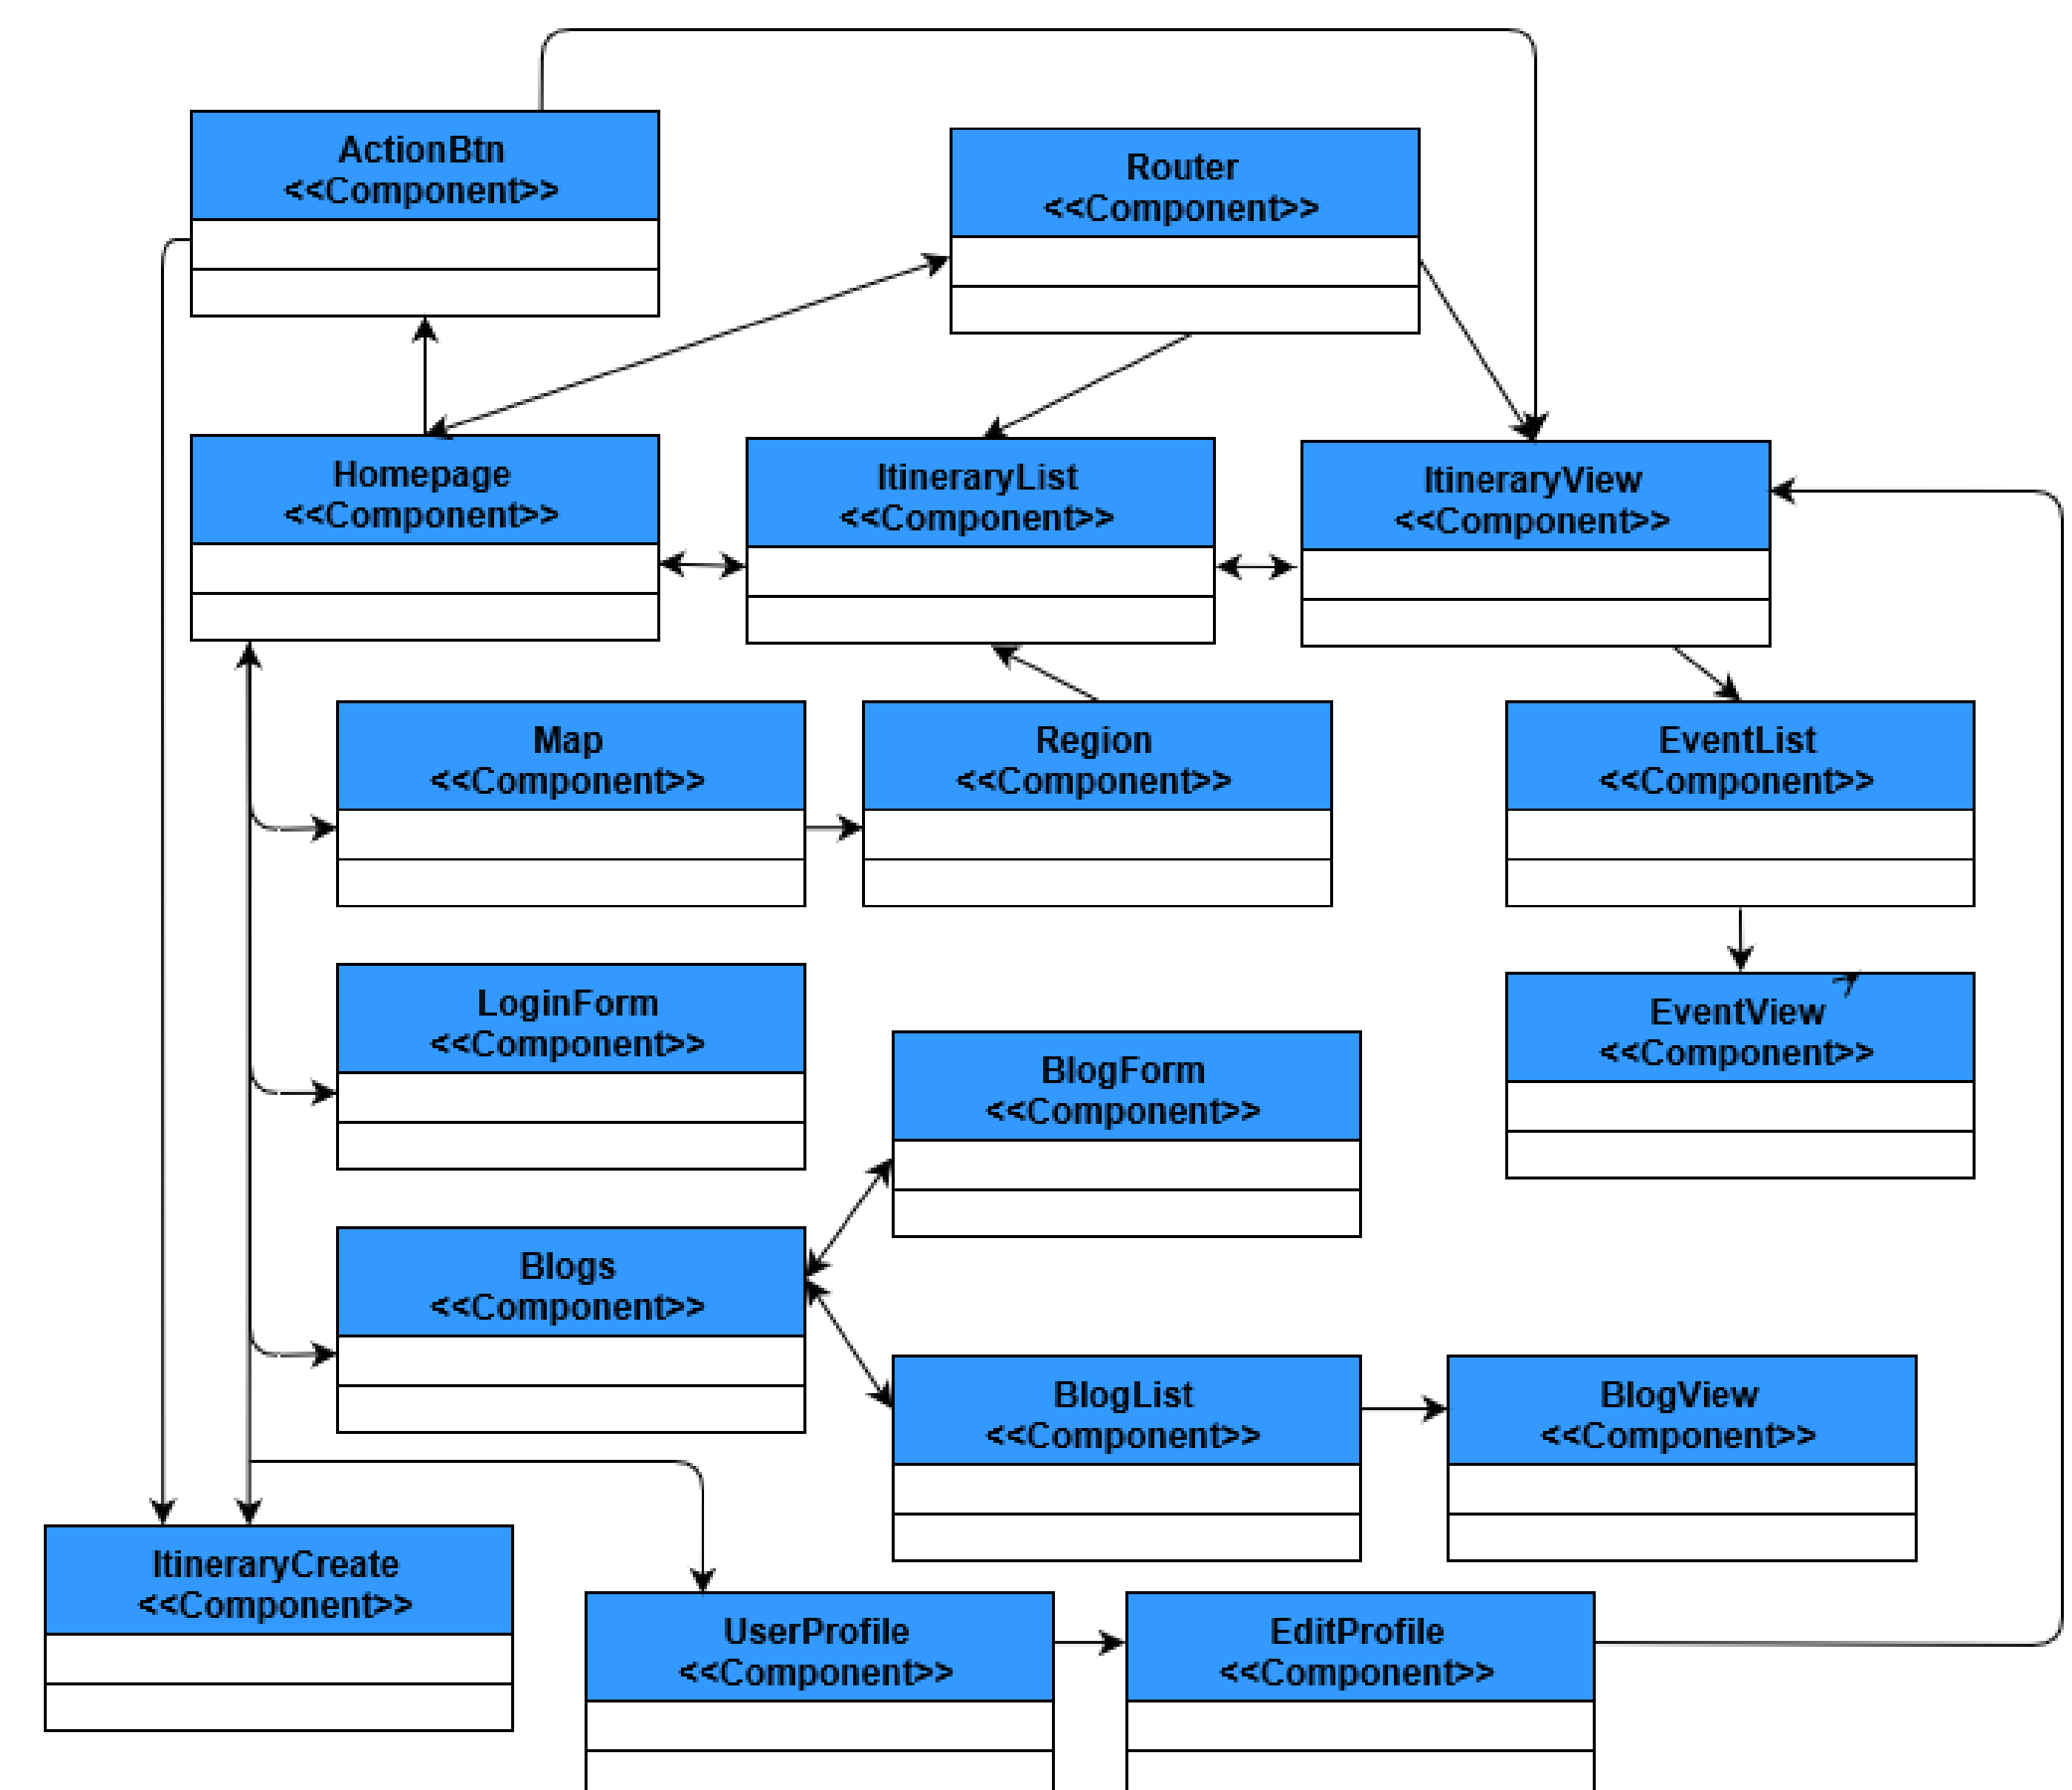 ActionBtn
<<Component>>
Router
<<Component>>
Homepage
<<Component>>
ItineraryList
<<Component>>
ItineraryView
<<Component>>
Map
<<Component>>
Region
<<Component>>
EventList
<<Component>>
LoginForm
<<Component>>
EventView
<<Component>>
BlogForm
<<Component>>
Blogs
<<Component>>
BlogList
<<Component>>
BlogView
<<Component>>
ItineraryCreate
<<Component>>
UserProfile
<<Component>>
EditProfile
<<Component>>